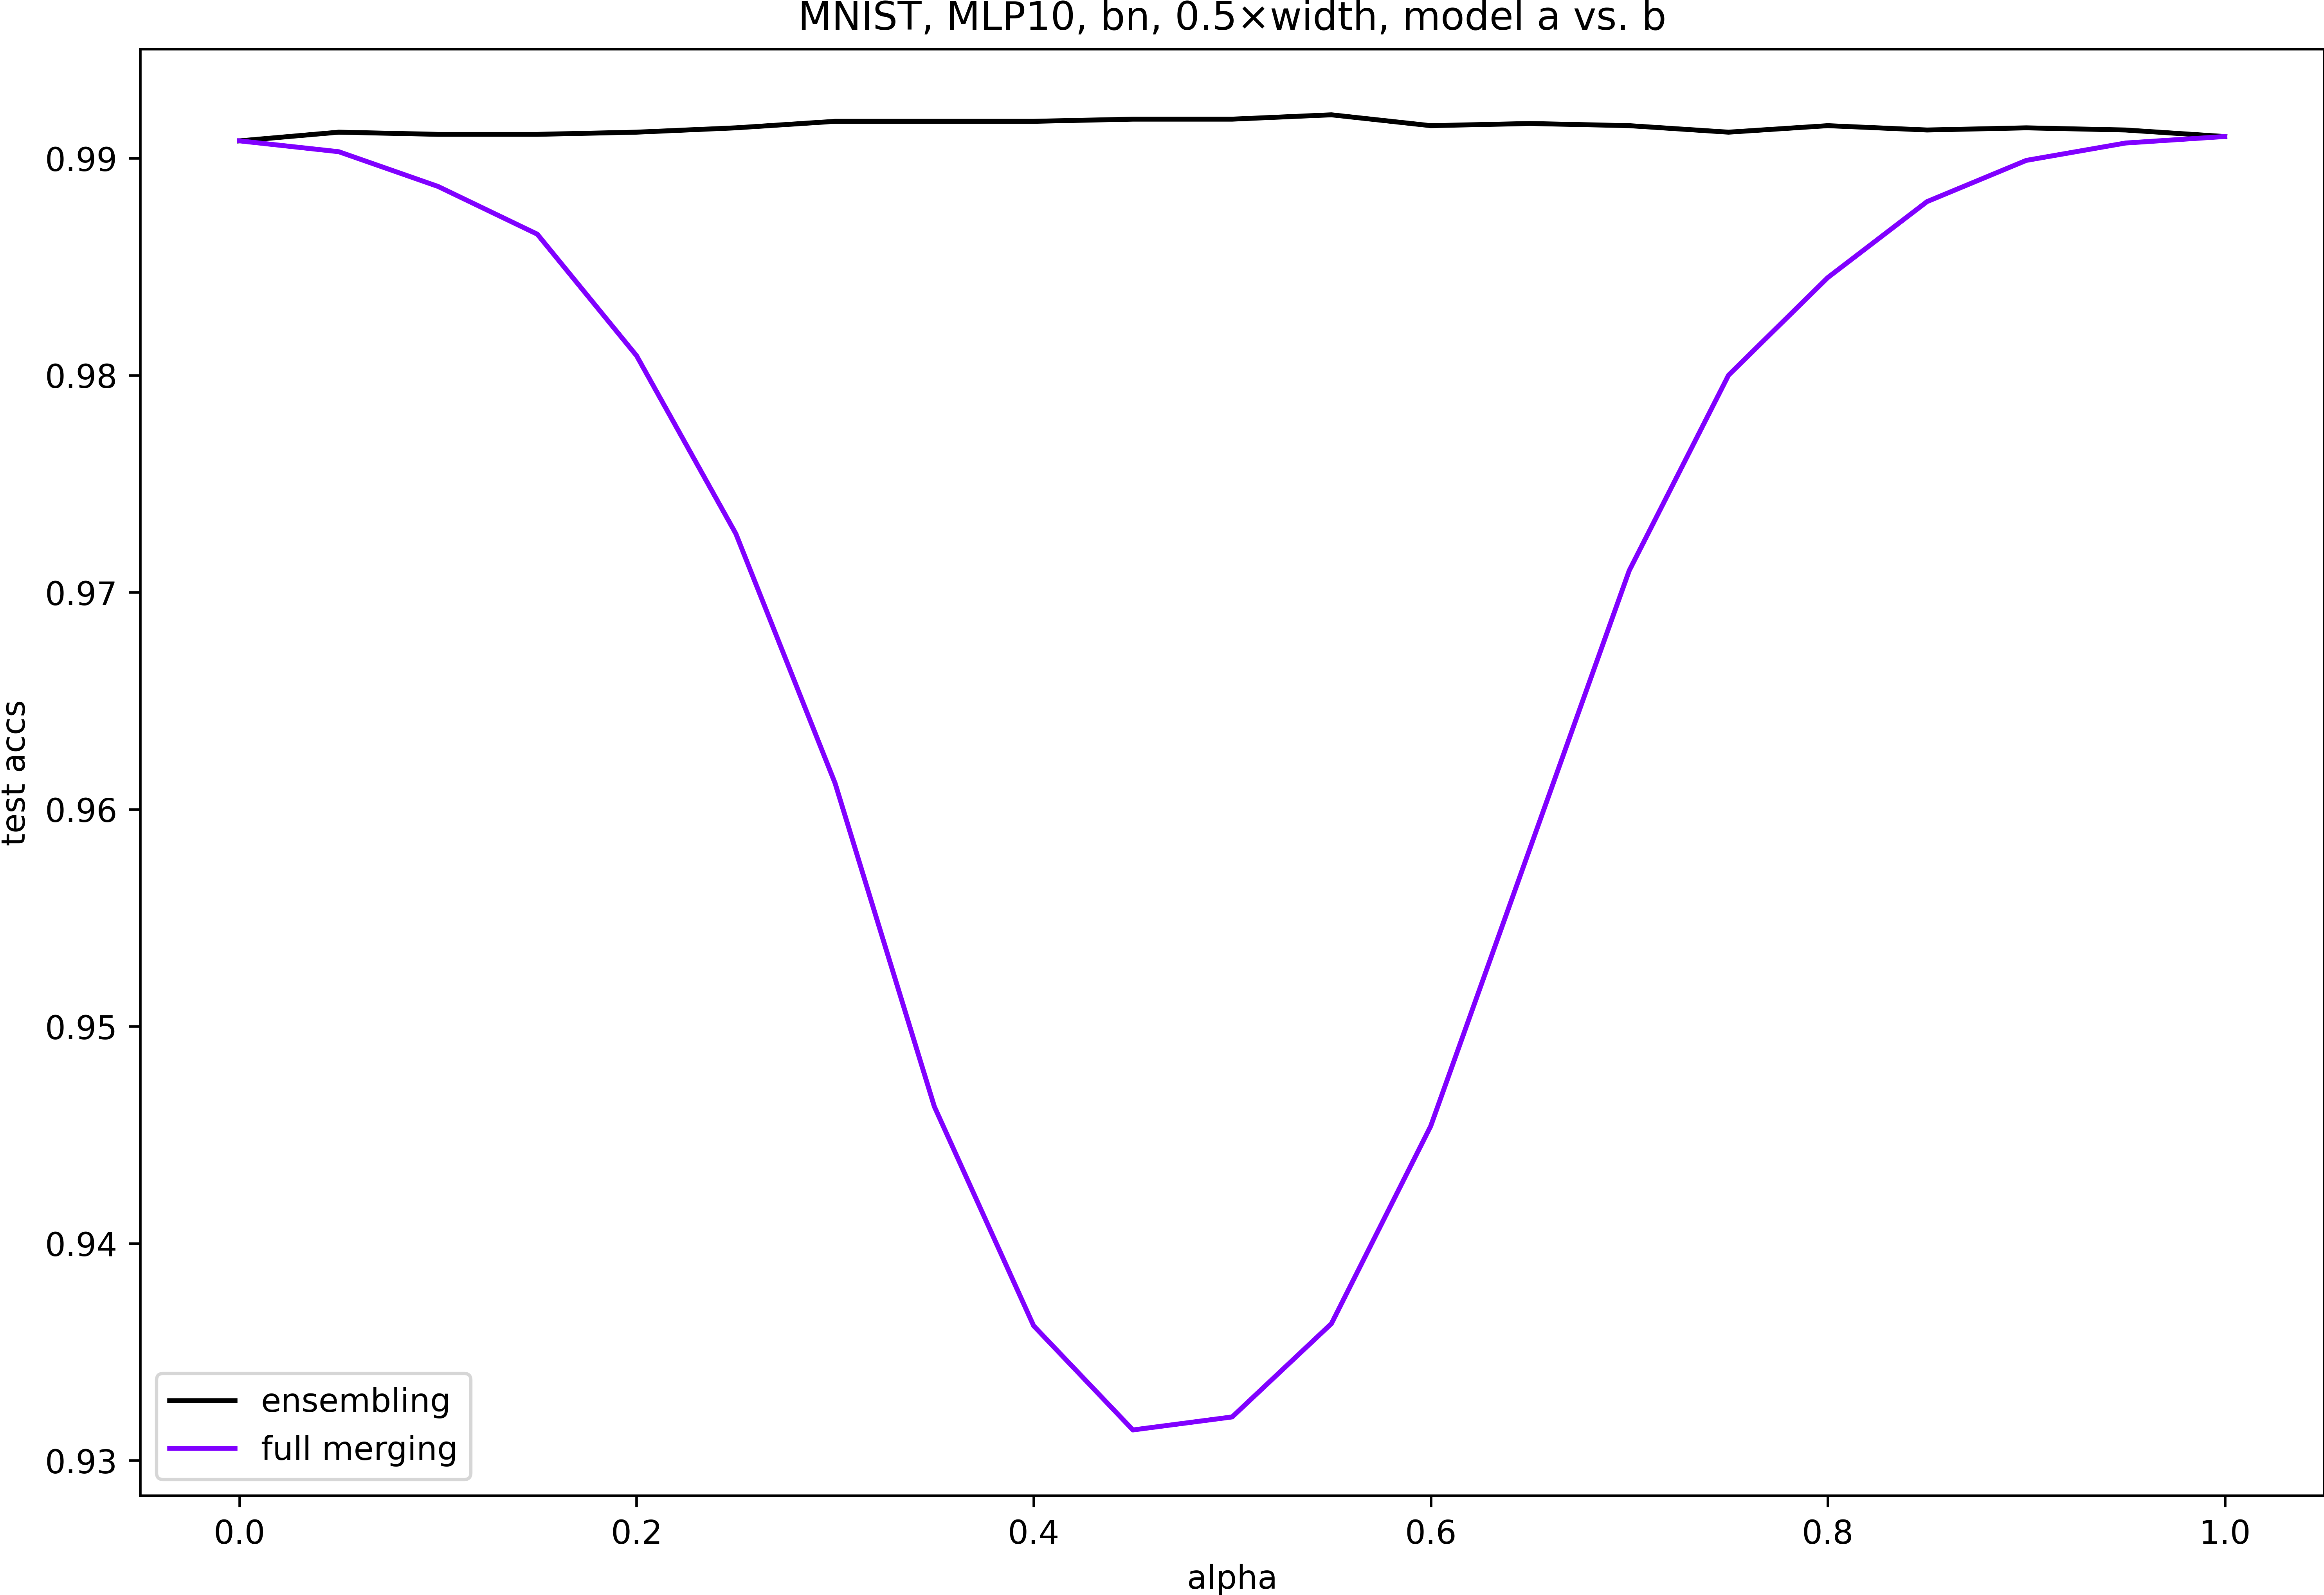 MNIST, MLP10, bn, 0.5×width, model a vs. b
test accs
0.99
0.98
0.97
0.96
0.95
0.94
0.93
ensembling
full merging
0.0 0.2 0.4 0.6 0.8 1.0
alpha